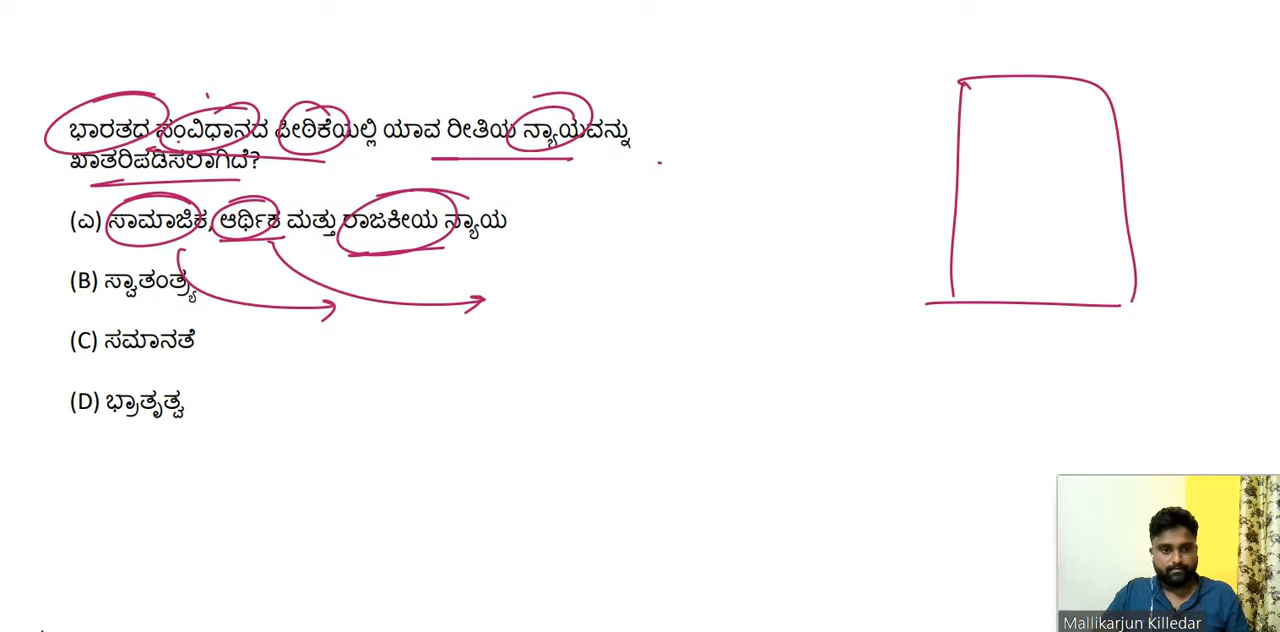 ಭಾರತದ ಸಂವಿಧಾನದ ಪೀಠಿಕೆಯಲ್ಲಿ ಯಾವ ರೀತಿಯ ನ್ಯಾಯವನ್ನು
ಖಾತರಿಪಡಿಸಲಾಗಿದೆ?
(ಎ) ಸಾಮಾಜಿಕ, ಆರ್ಥಿಕ ಮತ್ತು ರಾಜಕೀಯ ನ್ಯಾಯ
(B) ಸ್ವಾತಂತ್ರ್ಯ
(C) ಸಮಾನತೆ
(D) ಭ್ರಾತೃತ್ವ
Mallikarjun Killedar